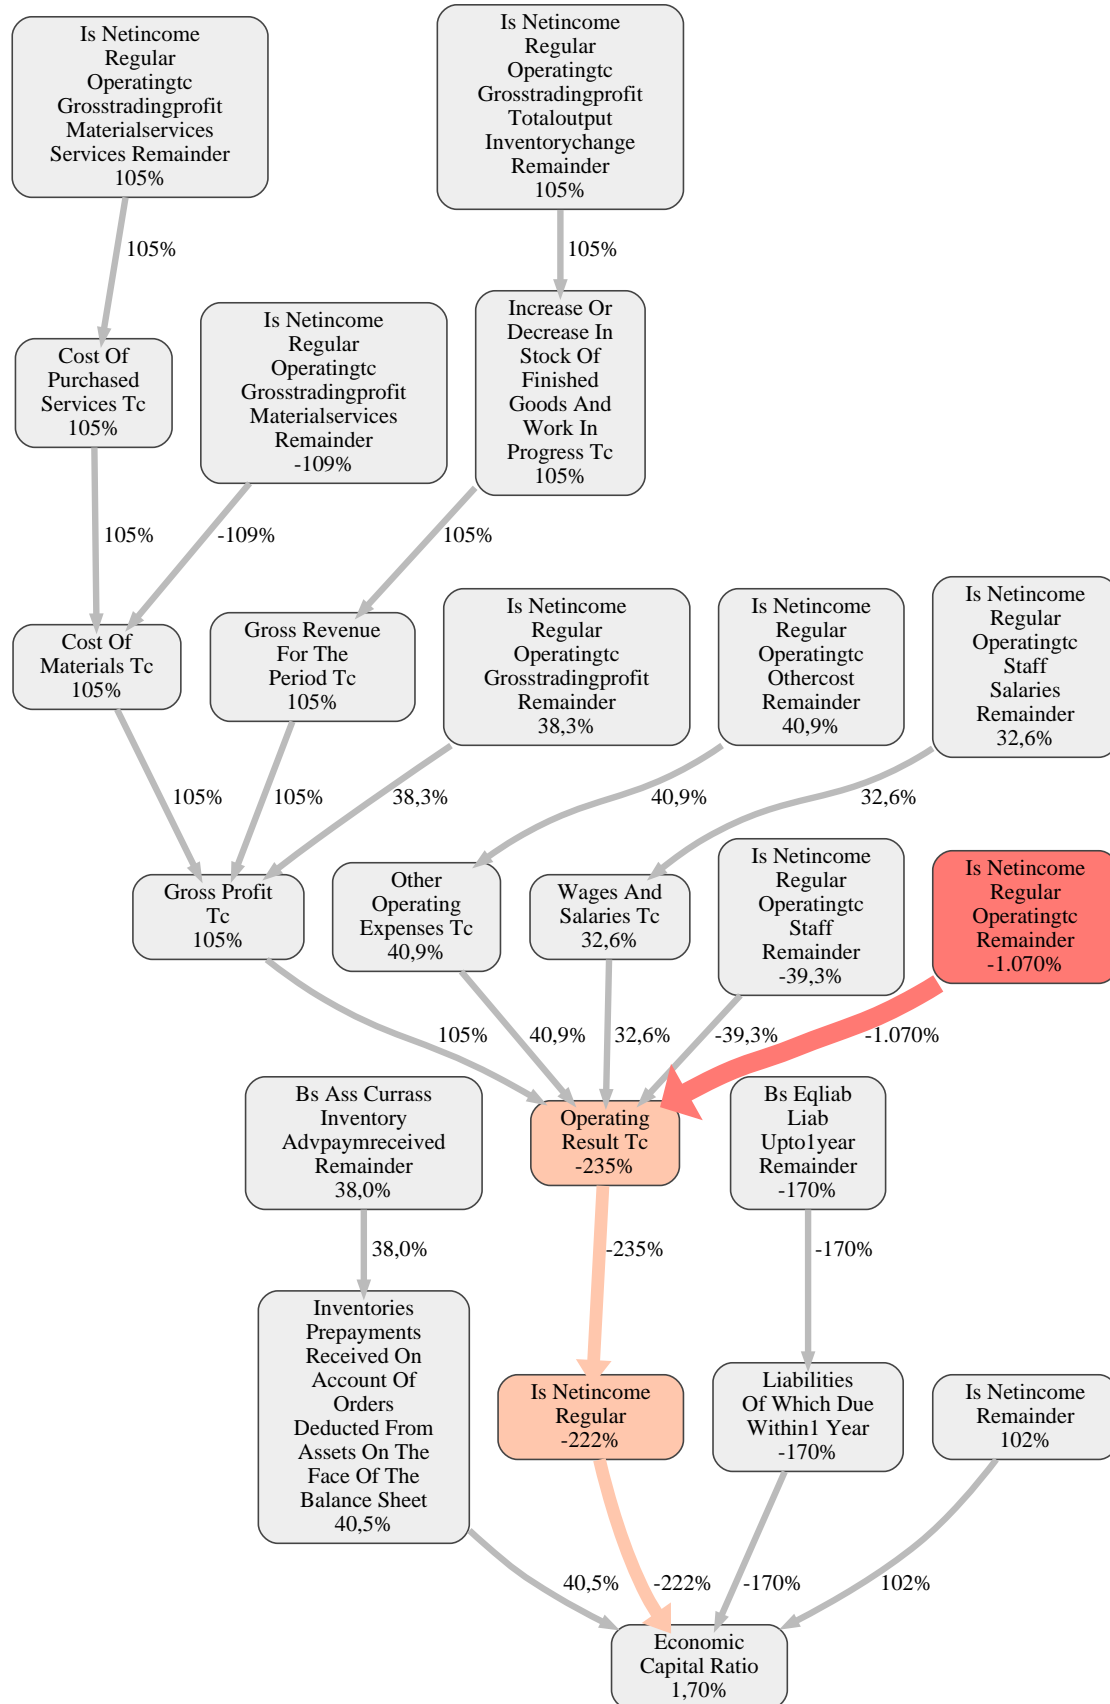 Is Netincome
Regular
Operatingtc
Grosstradingprofit
Materialservices
Services Remainder
105%
Is Netincome
Regular
Operatingtc
Grosstradingprofit
Totaloutput
Inventorychange
Remainder
105%
105%
105%
Cost Of
Purchased
Services Tc
105%
Is Netincome
Regular
Operatingtc
Grosstradingprofit
Materialservices
Remainder
-109%
Increase Or
Decrease In
Stock Of
Finished
Goods And
Work In
Progress Tc
105%
105%
-109%
105%
Cost Of
Materials Tc
105%
Gross Revenue
For The
Period Tc
105%
Is Netincome
Regular
Operatingtc
Grosstradingprofit
Remainder
38,3%
Is Netincome
Regular
Operatingtc
Othercost
Remainder
40,9%
Is Netincome
Regular
Operatingtc
Staff
Salaries
Remainder
32,6%
105%
105%
38,3%
40,9%
32,6%
Gross Profit
Tc
105%
Other
Operating
Expenses Tc
40,9%
Wages And
Salaries Tc
32,6%
Is Netincome
Regular
Operatingtc
Staff
Remainder
-39,3%
Is Netincome
Regular
Operatingtc
Remainder
-1.070%
105%
40,9%
32,6%
-39,3%
-1.070%
Bs Ass Currass
Inventory
Advpaymreceived
Remainder
38,0%
Operating
Result Tc
-235%
Bs Eqliab
Liab
Upto1year
Remainder
-170%
38,0%
-235%
-170%
Inventories
Prepayments
Received On
Account Of
Orders
Deducted From
Assets On The
Face Of The
Balance Sheet
40,5%
Is Netincome
Regular
-222%
Liabilities
Of Which Due
Within1 Year
-170%
Is Netincome
Remainder
102%
40,5%
-222%
-170%
102%
Economic
Capital Ratio
1,70%